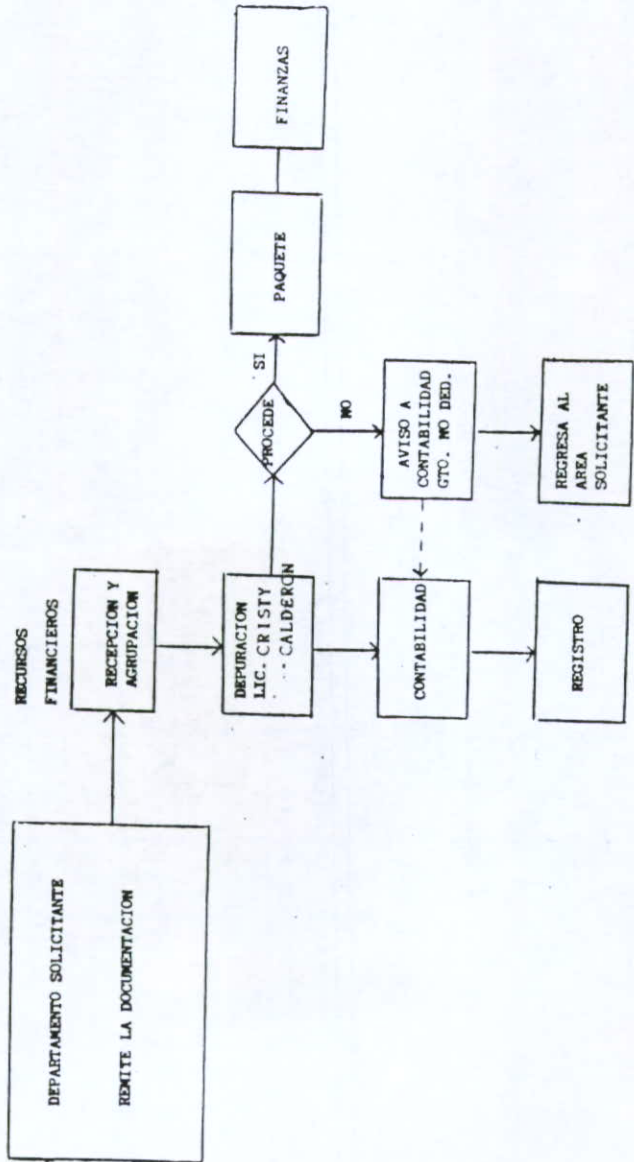 DEPARTAMENTO SOLICITANTE
REMITE LA DOCUMENTACION
RECURSOS
FINANCIEROS
RECEPCION Y
AGRUPACION
DEPURACION
LIC- CRISTY
CALDERON
PROCEDE
SI
PAQUETE
FINANZAS
NO
AVISO A
CONTABILIDAD
GTO. NO DED.
REGRESA AL
AREA
SOLICITANTE
CONTABILIDAD
REGISTRO